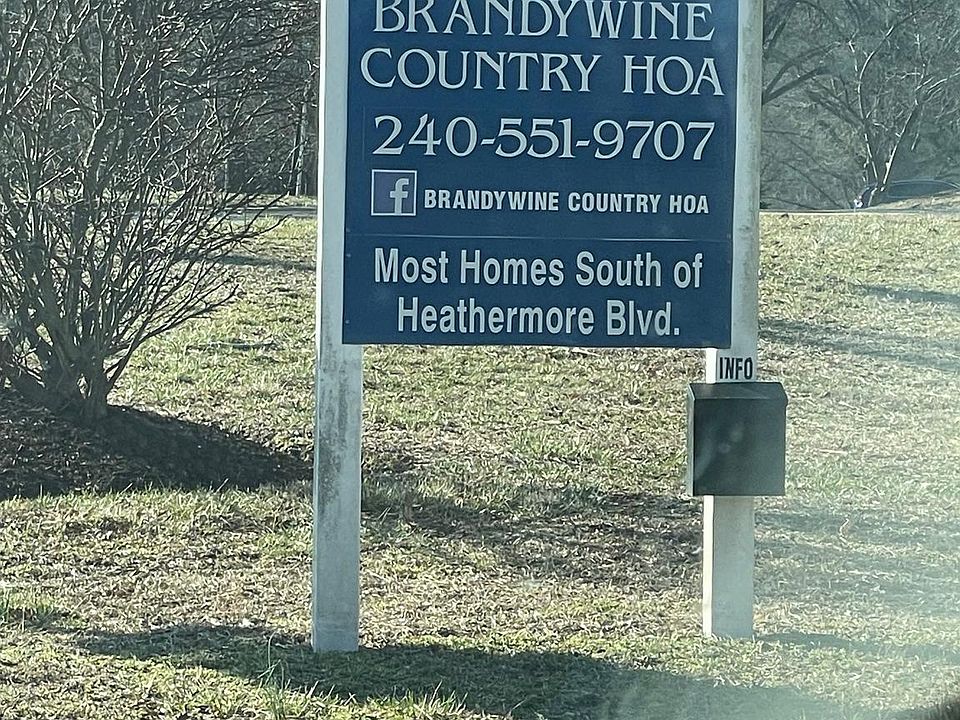 BRANDYWINE
COUNTRY HOA
240-551-9707
f BRANDYWINE COUNTRY HOA
Most Homes South of
Heathermore Blvd.
INFO